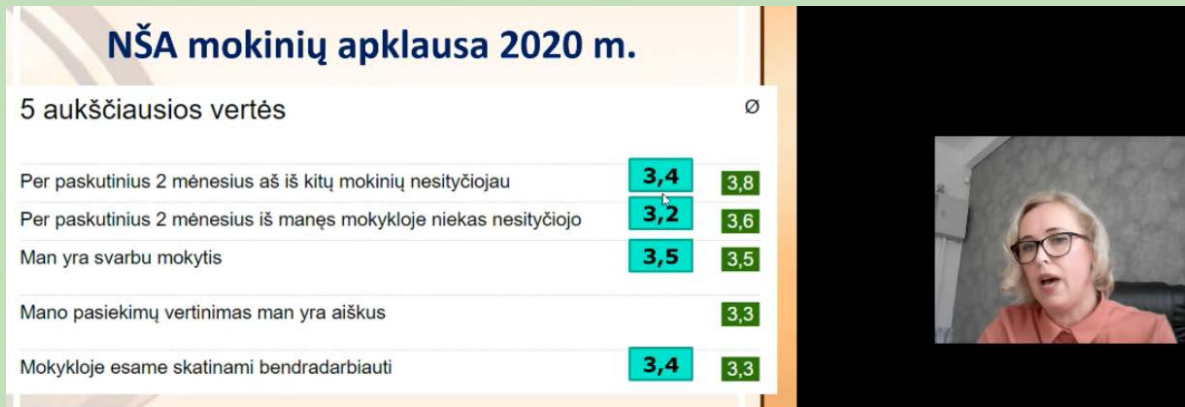 NŠA mokinių apklausa 2020 m.
5 aukščiausios vertės Ø
Per paskutinius 2 mėnesius aš iš kitų mokinių nesityčiojau 3,4 3,8
Per paskutinius 2 mėnesius iš manęs mokykloje niekas nesityčiojo 3,2 3,6
Man yra svarbu mokytis 3,5 3,5
Mano pasiekimų vertinimas man yra aiškus 3,3
Mokykloje esame skatinami bendradarbiauti 3,4 3,3